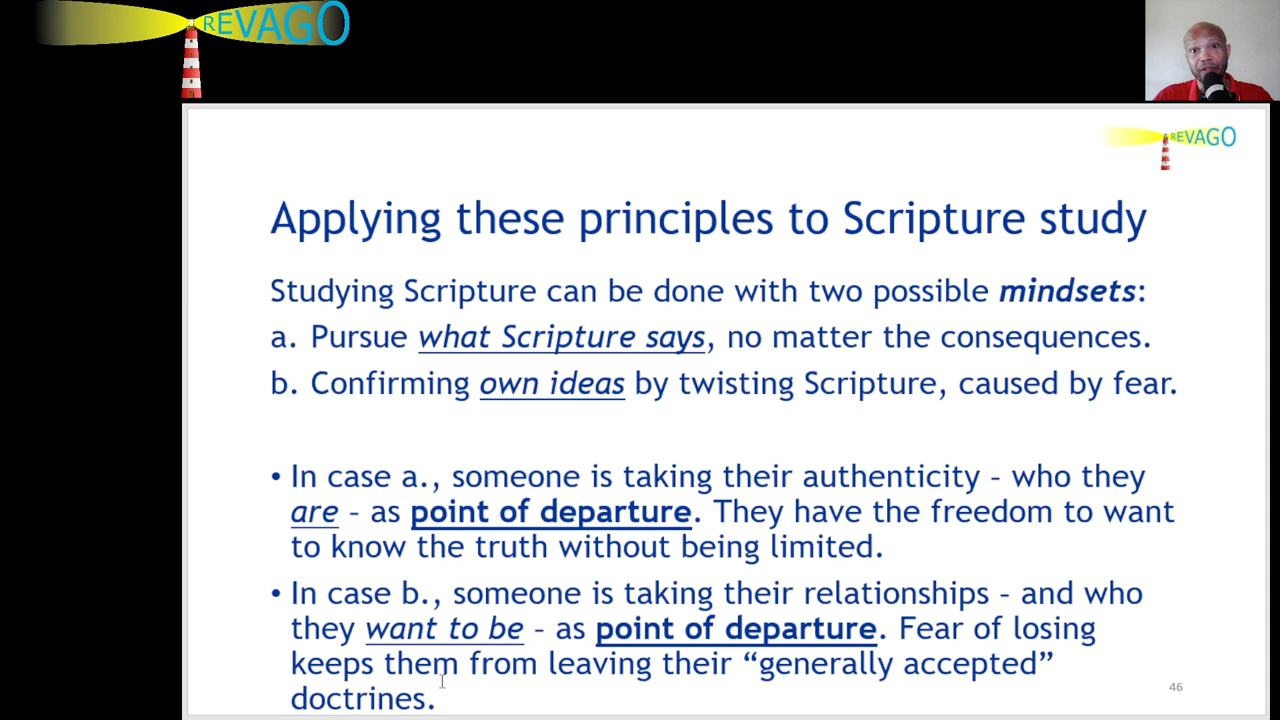 REVAGO
REVAGO
Applying these principles to Scripture study
Studying Scripture can be done with two possible mindsets:
a. Pursue what Scripture says, no matter the consequences.
b. Confirming own ideas by twisting Scripture, caused by fear.
• In case a., someone is taking their authenticity – who they
are – as point of departure. They have the freedom to want
to know the truth without being limited.
• In case b., someone is taking their relationships – and who
they want to be – as point of departure. Fear of losing
keeps them from leaving their “generally accepted”
doctrines.
46